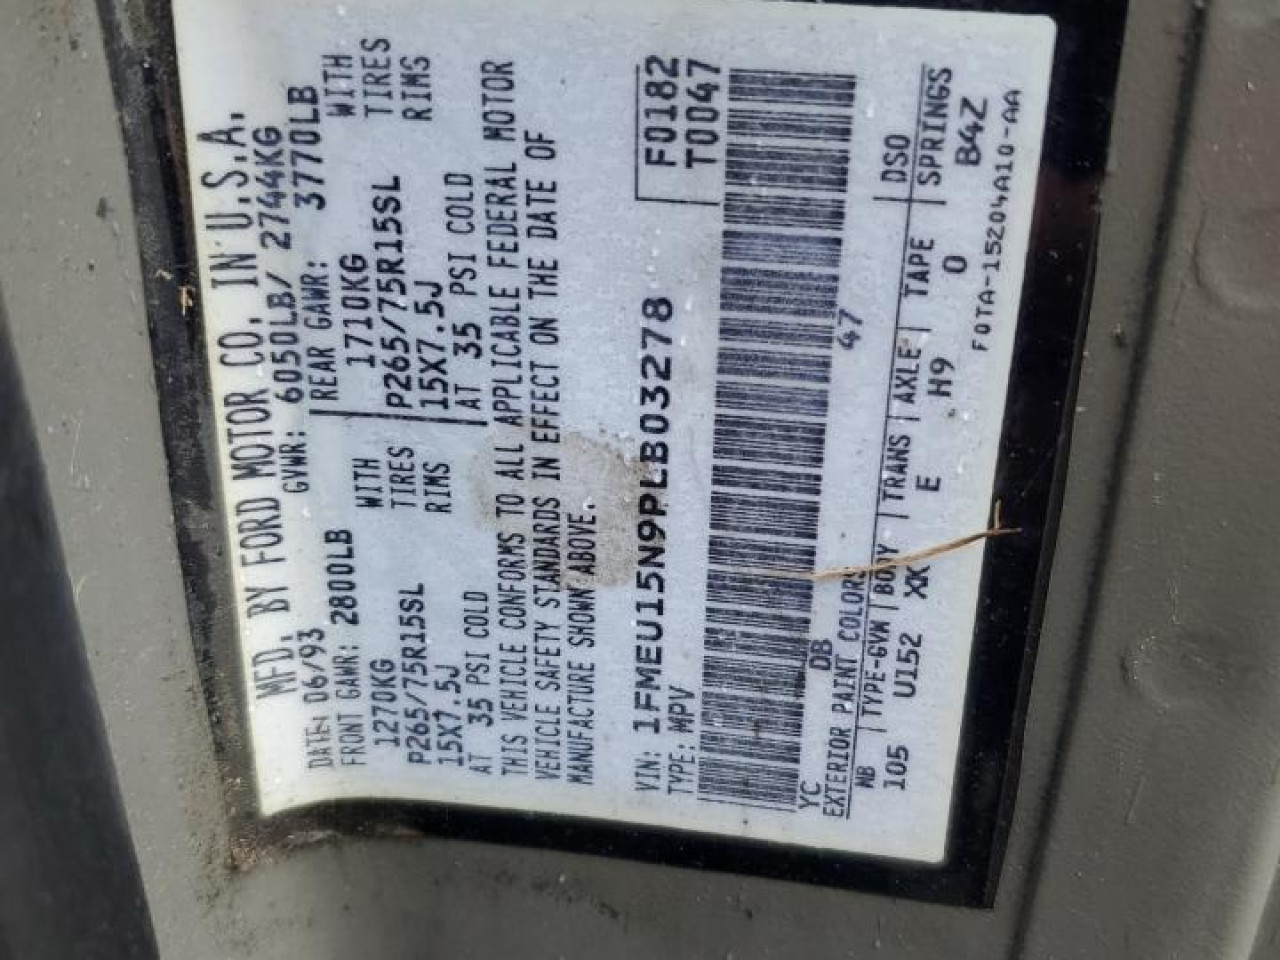 MFD. BY FORD MOTOR CO. IN U.S.A.
DATE: 06/93 GVWR: 6050LB/ 2744KG
FRONT GAWR: 2800LB REAR GAWR: 3770LB
1270KG WITH 1710KG WITH
P265/75R15SL TIRES P265/75R15SL TIRES
15X7.5J RIMS 15X7.5J RIMS
AT 35 PSI COLD AT 35 PSI COLD
THIS VEHICLE CONFORMS TO ALL APPLICABLE FEDERAL MOTOR
VEHICLE SAFETY STANDARDS IN EFFECT ON THE DATE OF
MANUFACTURE SHOWN ABOVE.
VIN: 1FMEU15N9PLB03278 F0182
TYPE: MPV T0047
YC DB 47
EXTERIOR PAINT COLORS DSO
WB TYPE-GVW BODY TRANS AXLE TAPE SPRINGS
105 U152 XX E H9 0 B4Z
F0TA-15204A10-AA